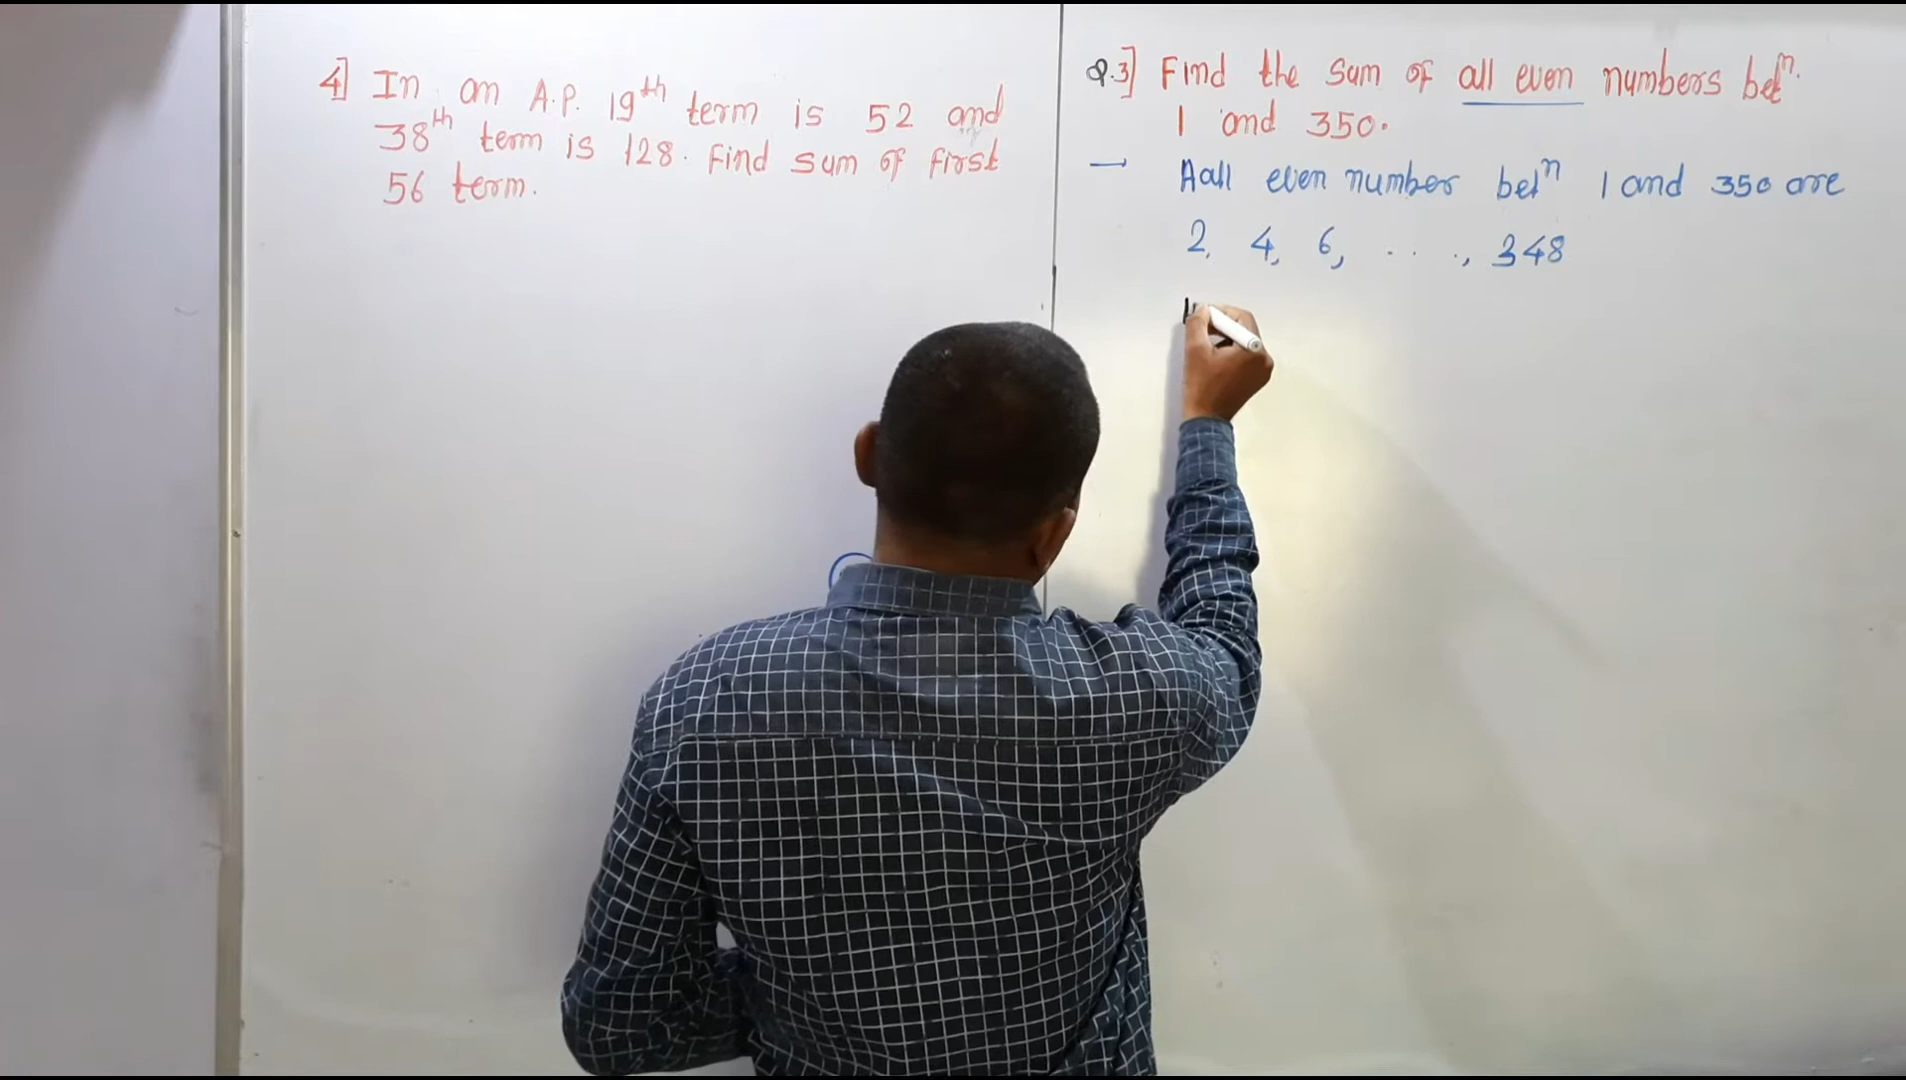 4] In an A.P. 19th term is 52 and
38th term is 128. Find sum of first
56 term.
Q.3] Find the sum of all even numbers betn.
1 and 350.
→ Aall even number betn 1 and 350 are
2, 4, 6, . . ., 348